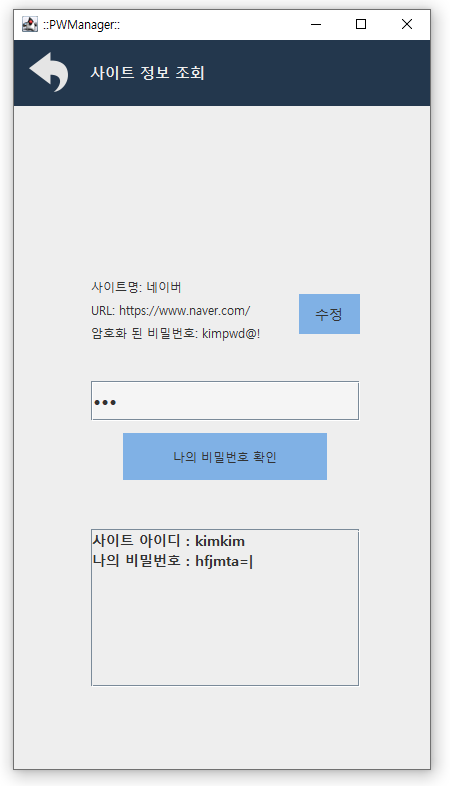 ::PWManager::
사이트 정보 조회
사이트명: 네이버
URL: https://www.naver.com/
암호화 된 비밀번호: kimpwd@!
수정
●●●
나의 비밀번호 확인
사이트 아이디 : kimkim
나의 비밀번호 : hfjmta=|